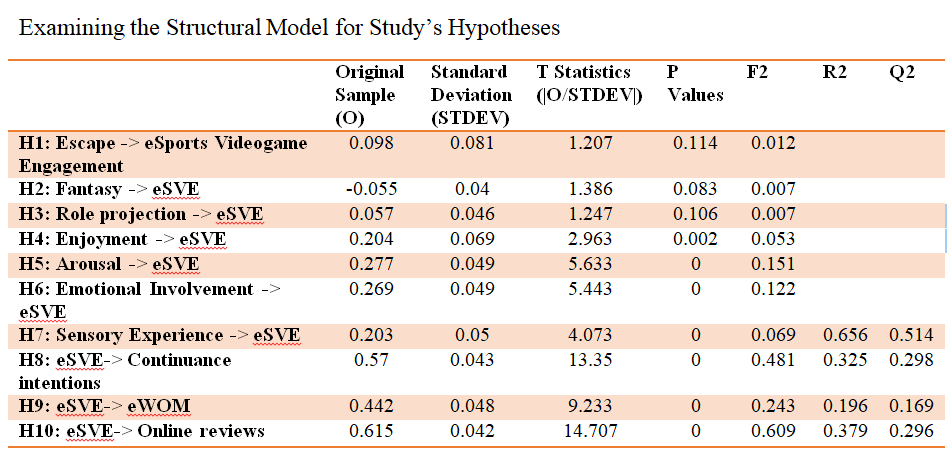 Examining the Structural Model for Study's Hypotheses
Original Sample (O) Standard Deviation (STDEV) T Statistics (|O/STDEV|) P Values F2 R2 Q2
H1: Escape -> eSports Videogame Engagement 0.098 0.081 1.207 0.114 0.012
H2: Fantasy -> eSVE -0.055 0.04 1.386 0.083 0.007
H3: Role projection -> eSVE 0.057 0.046 1.247 0.106 0.007
H4: Enjoyment -> eSVE 0.204 0.069 2.963 0.002 0.053
H5: Arousal -> eSVE 0.277 0.049 5.633 0 0.151
H6: Emotional Involvement -> eSVE 0.269 0.049 5.443 0 0.122
H7: Sensory Experience -> eSVE 0.203 0.05 4.073 0 0.069 0.656 0.514
H8: eSVE-> Continuance intentions 0.57 0.043 13.35 0 0.481 0.325 0.298
H9: eSVE-> eWOM 0.442 0.048 9.233 0 0.243 0.196 0.169
H10: eSVE-> Online reviews 0.615 0.042 14.707 0 0.609 0.379 0.296